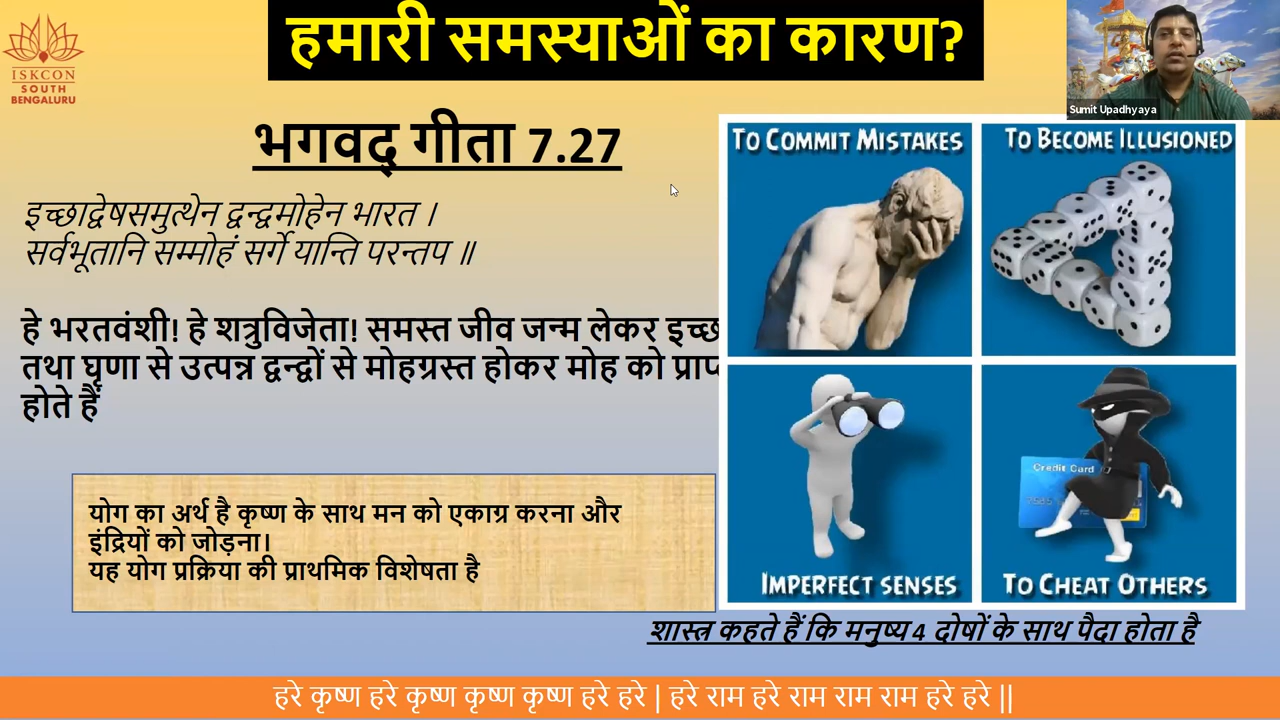 हमारी समस्याओं का कारण?
ISKCON
SOUTH
BENGALURU
Sumit Upadhyaya
भगवद् गीता 7.27
इच्छाद्वेषसमुत्थेन द्वन्द्वमोहेन भारत ।
सर्वभूतानि सम्मोहं सर्गे यान्ति परन्तप ॥
हे भरतवंशी! हे शत्रुविजेता! समस्त जीव जन्म लेकर
तथा घृणा से उत्पन्न द्वन्द्वों से मोहग्रस्त होकर मोह को
होते हैं
योग का अर्थ है कृष्ण के साथ मन को एकाग्र करना और
इंद्रियों को जोड़ना।
यह योग प्रक्रिया की प्राथमिक विशेषता है
TO COMMIT MISTAKES
TO BECOME ILLUSIONED
IMPERFECT SENSES
Credit Card
TO CHEAT OTHERS
शास्त्र कहते हैं कि मनुष्य 4 दोषों के साथ पैदा होता है
हरे कृष्ण हरे कृष्ण कृष्ण कृष्ण हरे हरे | हरे राम हरे राम राम राम हरे हरे ||